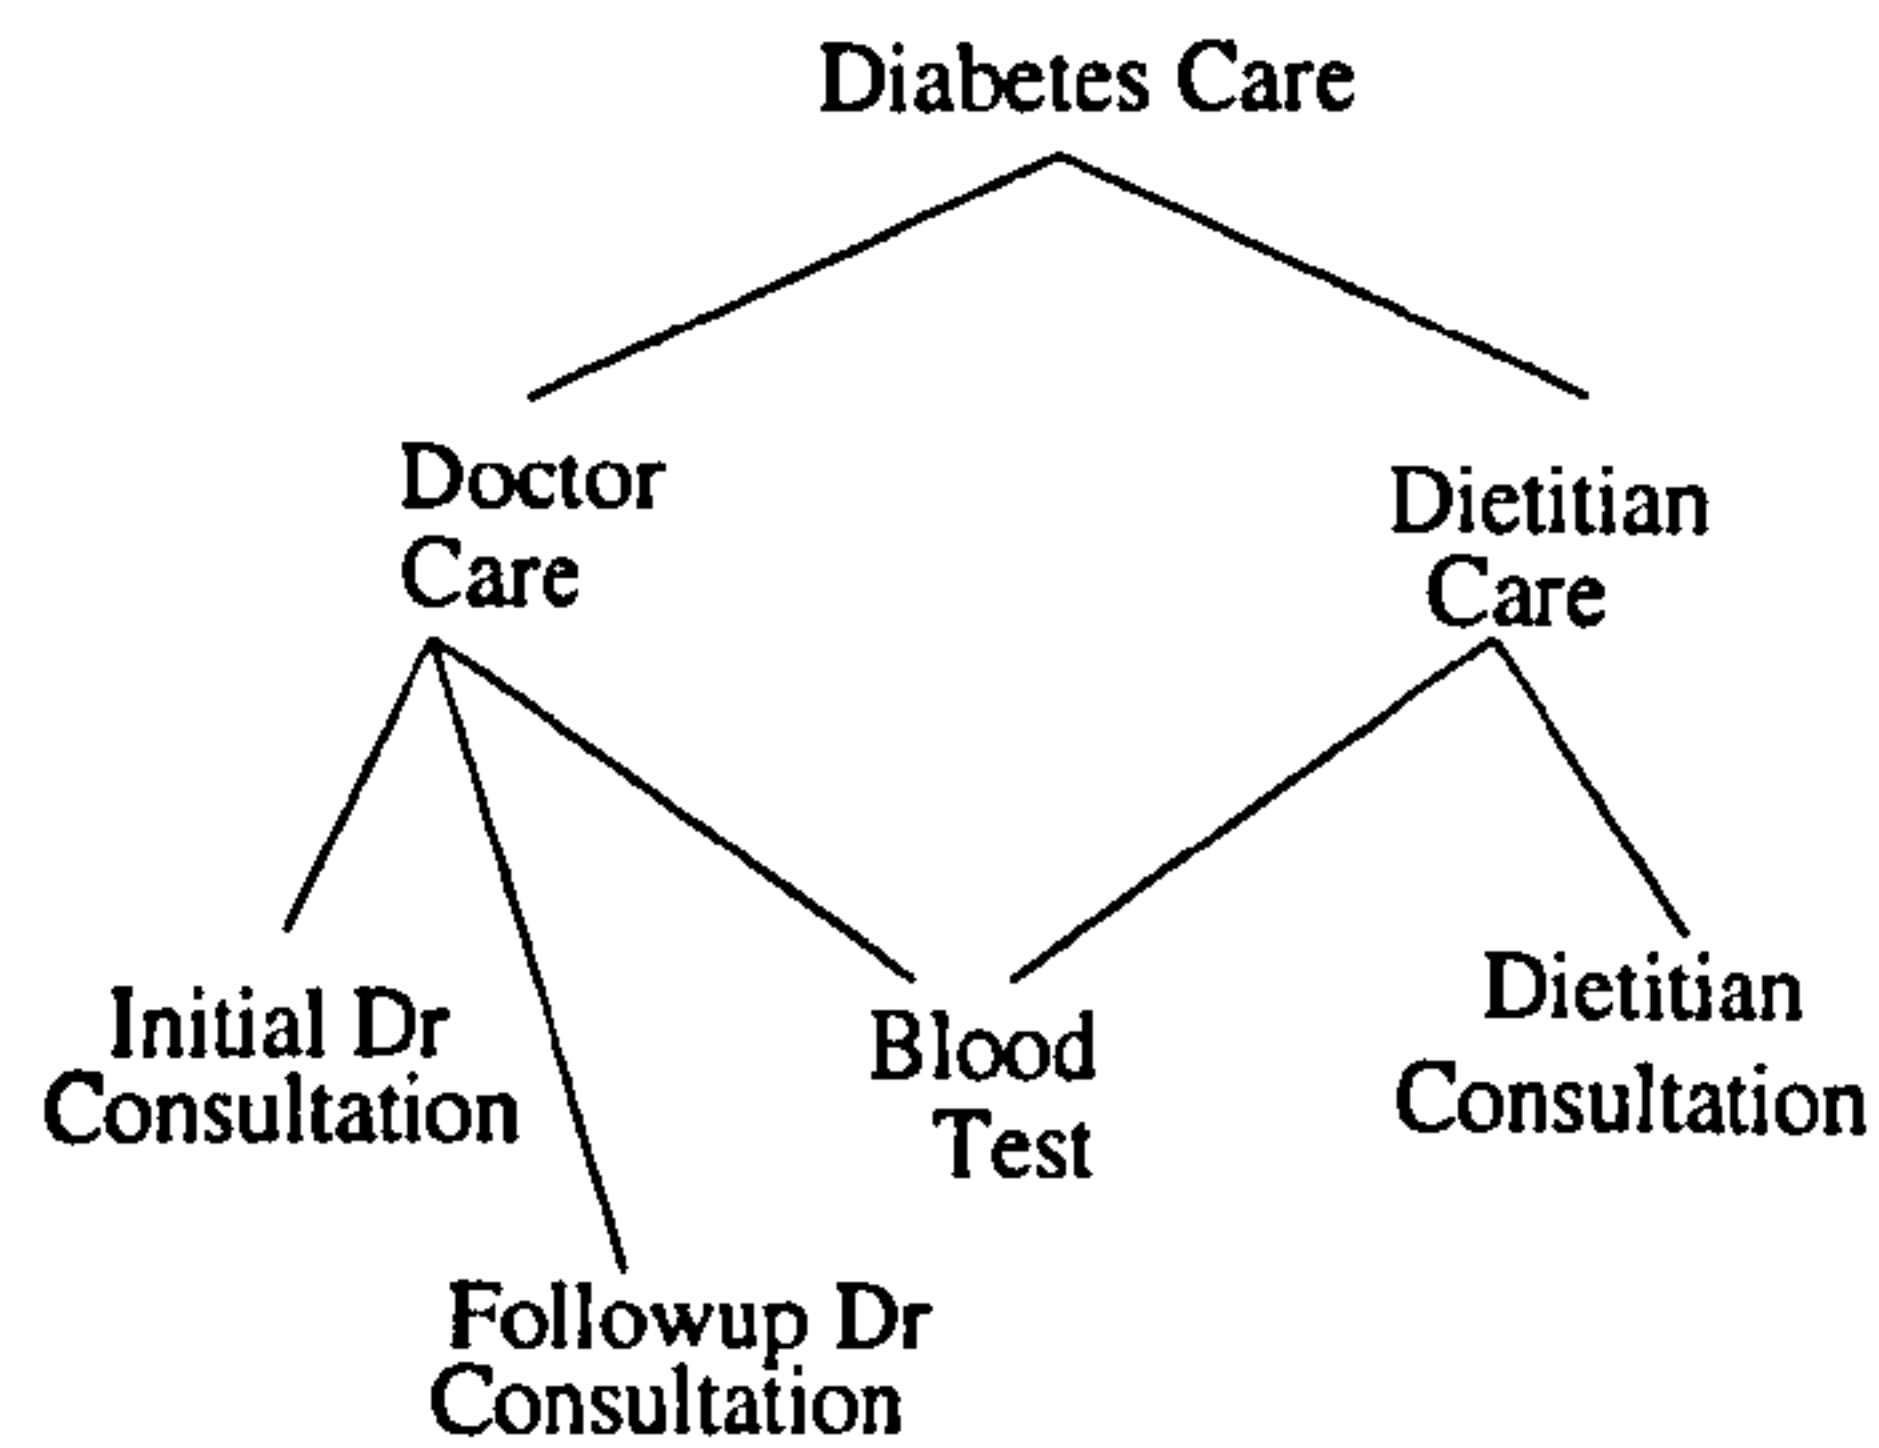 Diabetes Care
Doctor
Care
Dietitian
Care
Initial Dr
Consultation
Blood
Test
Dietitian
Consultation
Followup Dr
Consultation